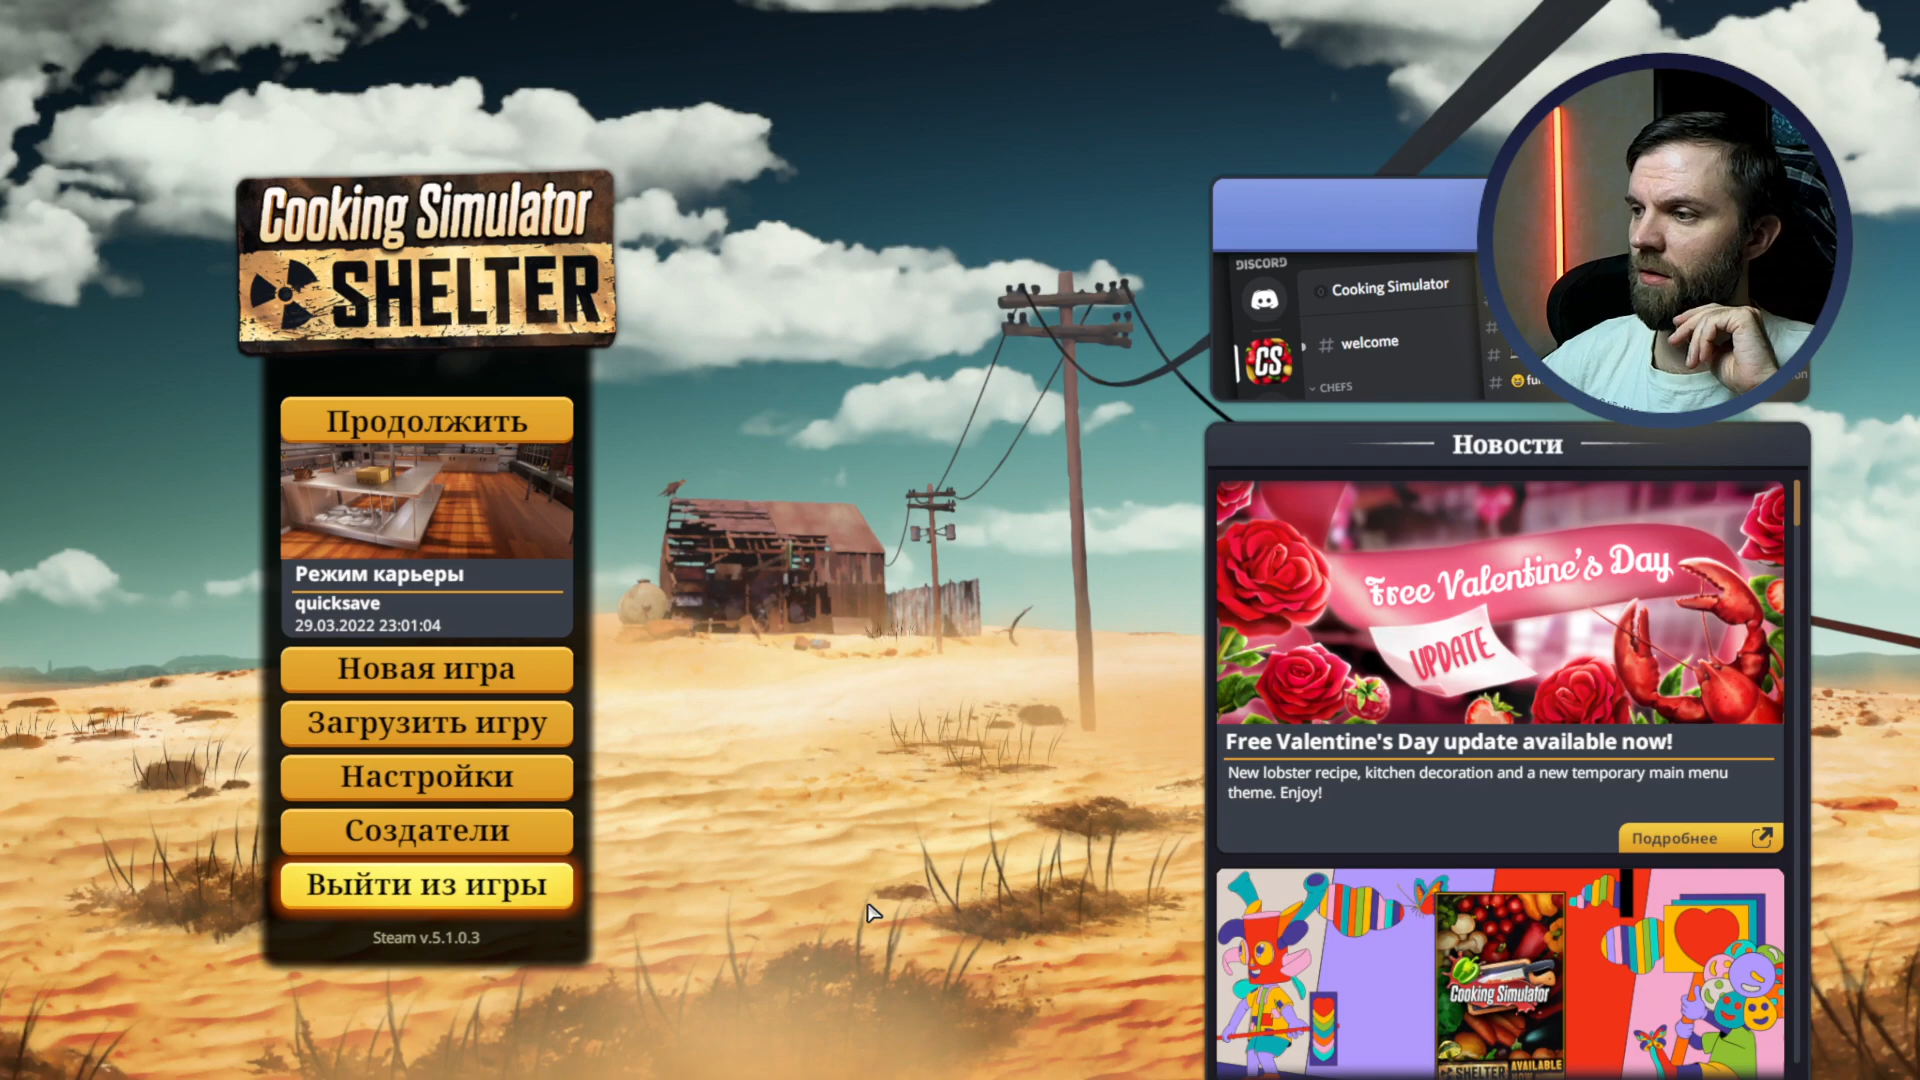 Cooking Simulator
SHELTER
Продолжить
Режим карьеры
quicksave
29.03.2022 23:01:04
Новая игра
Загрузить игру
Настройки
Создатели
Выйти из игры
Steam v.5.1.0.3
DISCORD
Cooking Simulator
# welcome
CS
CHEFS
Новости
Free Valentine's Day
UPDATE
Free Valentine's Day update available now!
New lobster recipe, kitchen decoration and a new temporary main menu
theme. Enjoy!
Подробнее
Cooking Simulator
SHELTER AVAILABLE